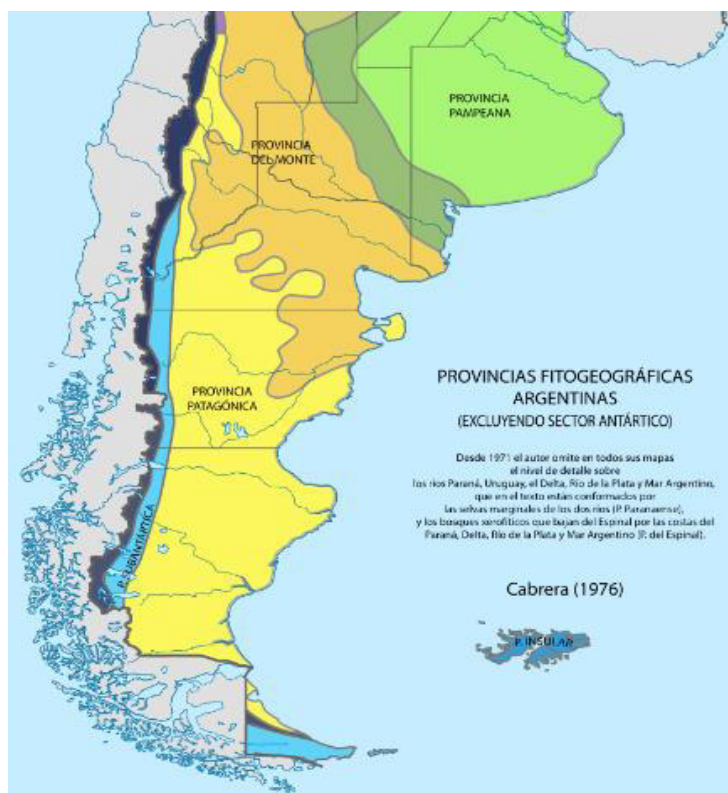 PROVINCIA
PAMPEANA
PROVINCIA
DEL MONTE
PROVINCIA
PATAGÓNICA
P. SUBANTÁRTICA
PROVINCIAS FITOGEOGRÁFICAS
ARGENTINAS
(EXCLUYENDO SECTOR ANTÁRTICO)
Desde 1971 el autor omite en todos sus mapas
el nivel de detalle sobre
los ríos Paraná, Uruguay, el Delta, Río de la Plata y Mar Argentino,
que en el texto están conformados por
las selvas marginales de los dos ríos (P. Paranaense),
y los bosques xerofíticos que bajan del Espinal por las costas del
Paraná, Delta, Río de la Plata y Mar Argentino (P. del Espinal).
Cabrera (1976)
P. INSULAR